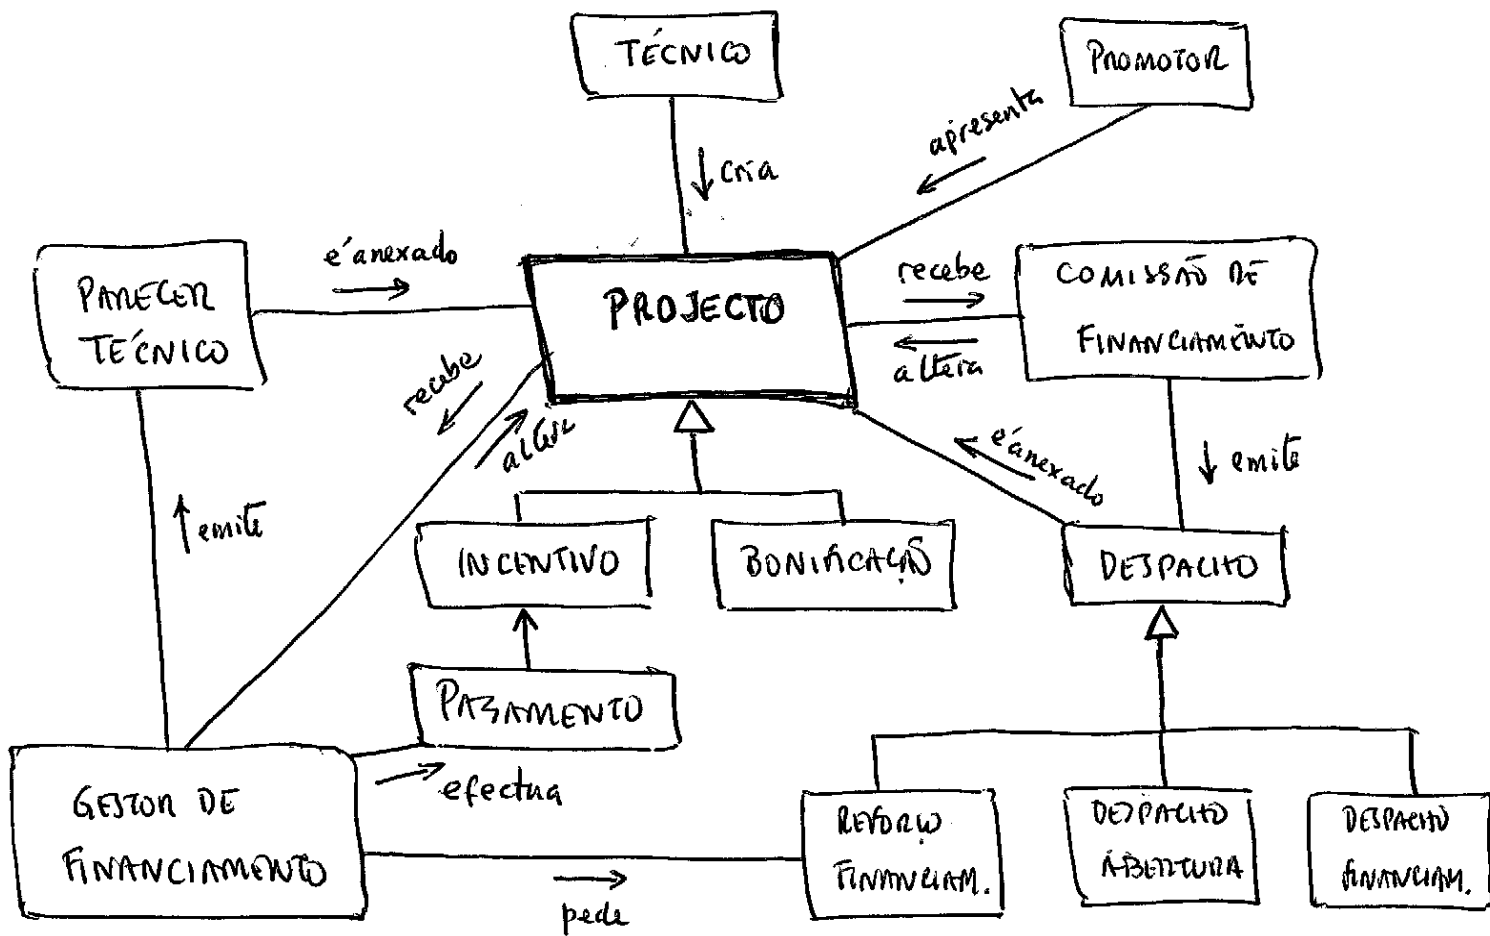 TÉCNICO
PROMOTOR
apresenta
cria
é anexado
PARECER
TÉCNICO
PROJECTO
recebe
altera
COMISSÃO DE
FINANCIAMENTO
recebe
altera
é anexado
emite
emite
INCENTIVO
BONIFICAÇÃO
DESPACHO
PAGAMENTO
efectua
GESTOR DE
FINANCIAMENTO
pede
REFORÇO
FINANCIAM.
DESPACHO
ABERTURA
DESPACHO
FINANCIAM.